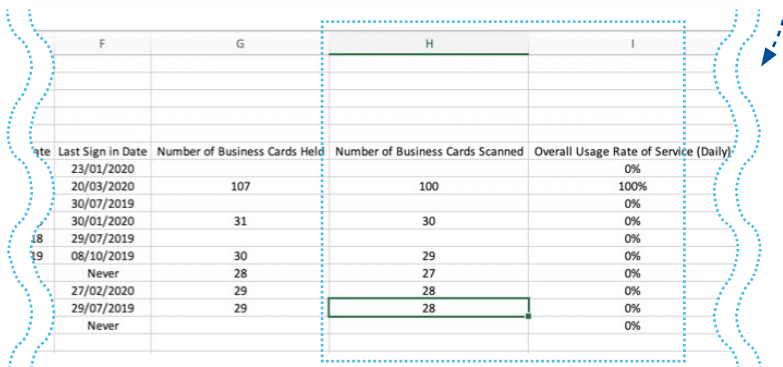 F G H I
ate Last Sign in Date Number of Business Cards Held Number of Business Cards Scanned Overall Usage Rate of Service (Daily)
23/01/2020 0%
20/03/2020 107 100 100%
30/07/2019 0%
30/01/2020 31 30 0%
18 29/07/2019 0%
19 08/10/2019 30 29 0%
Never 28 27 0%
27/02/2020 29 28 0%
29/07/2019 29 28 0%
Never 0%